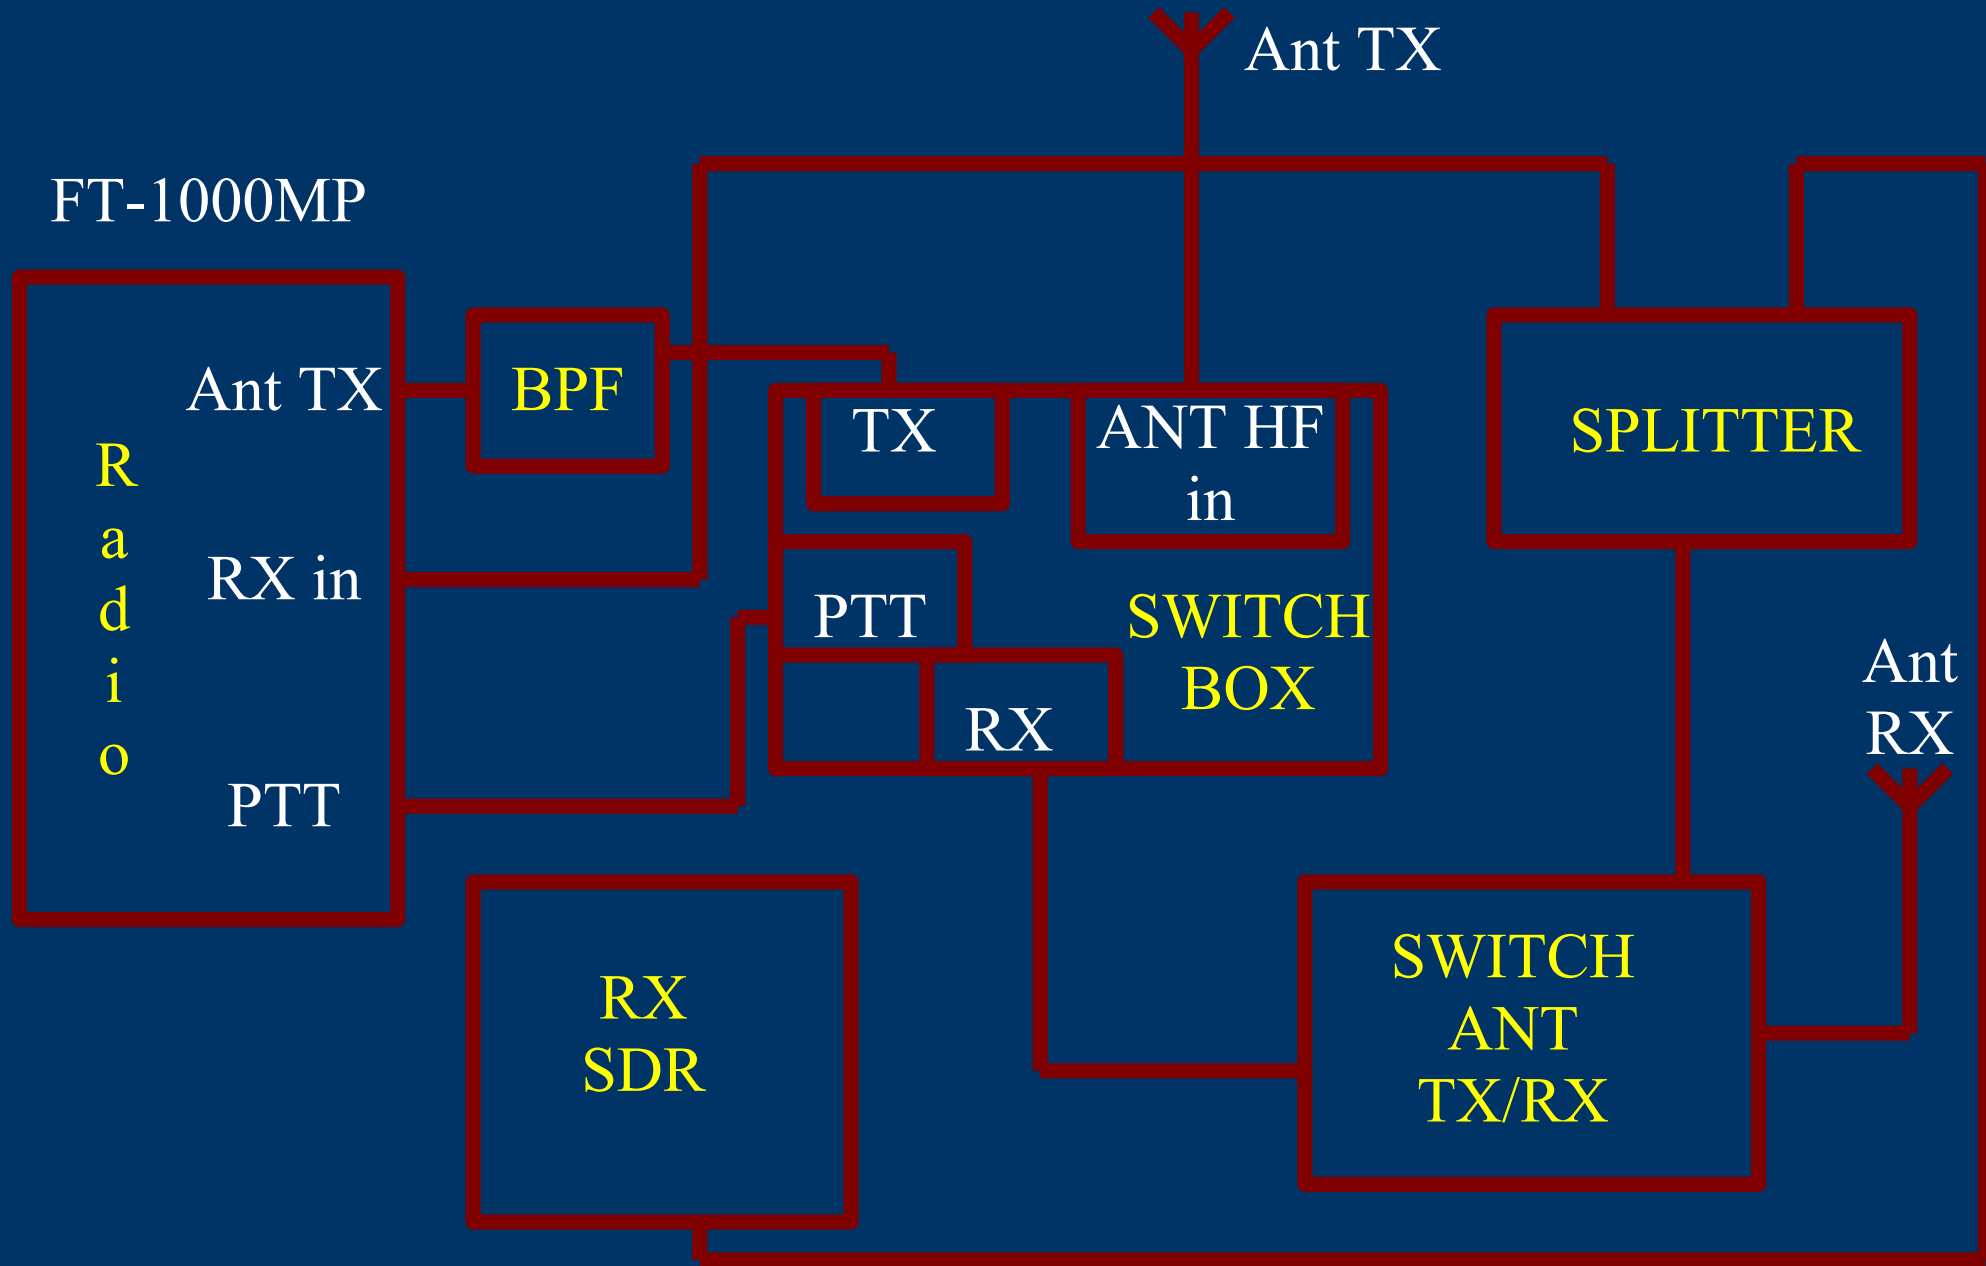 Ant TX
FT-1000MP
Radio
Ant TX
RX in
PTT
BPF
TX
ANT HF
in
PTT
RX
SWITCH
BOX
SPLITTER
Ant
RX
RX
SDR
SWITCH
ANT
TX/RX